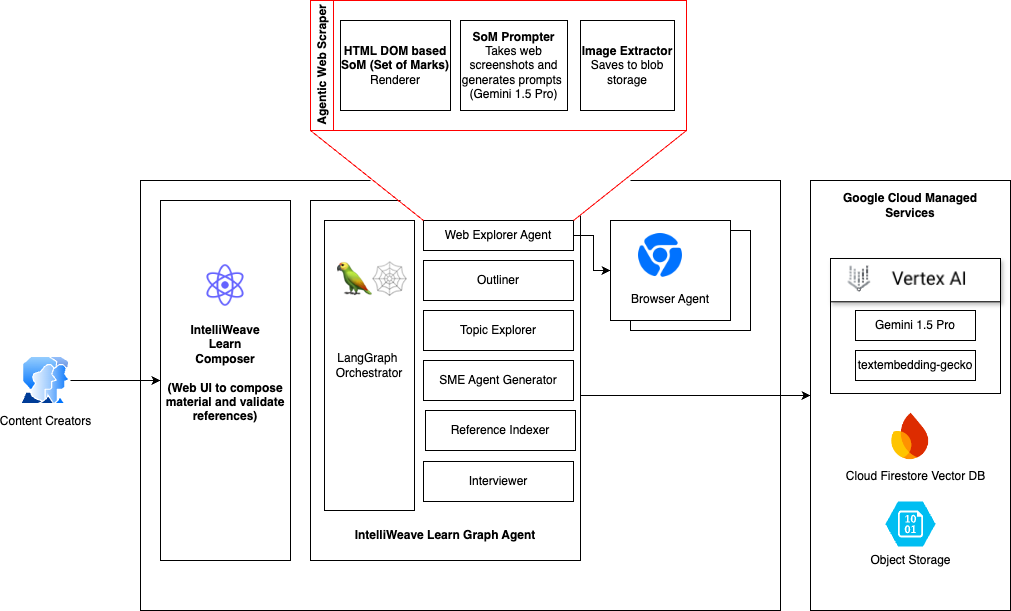 Agentic Web Scraper
HTML DOM based
SoM (Set of Marks)
Renderer
SoM Prompter
Takes web
screenshots and
generates prompts
(Gemini 1.5 Pro)
Image Extractor
Saves to blob
storage
Content Creators
IntelliWeave
Learn
Composer
(Web UI to compose
material and validate
references)
LangGraph
Orchestrator
Web Explorer Agent
Outliner
Topic Explorer
SME Agent Generator
Reference Indexer
Interviewer
IntelliWeave Learn Graph Agent
Browser Agent
Google Cloud Managed
Services
Vertex AI
Gemini 1.5 Pro
textembedding-gecko
Cloud Firestore Vector DB
10
01
Object Storage